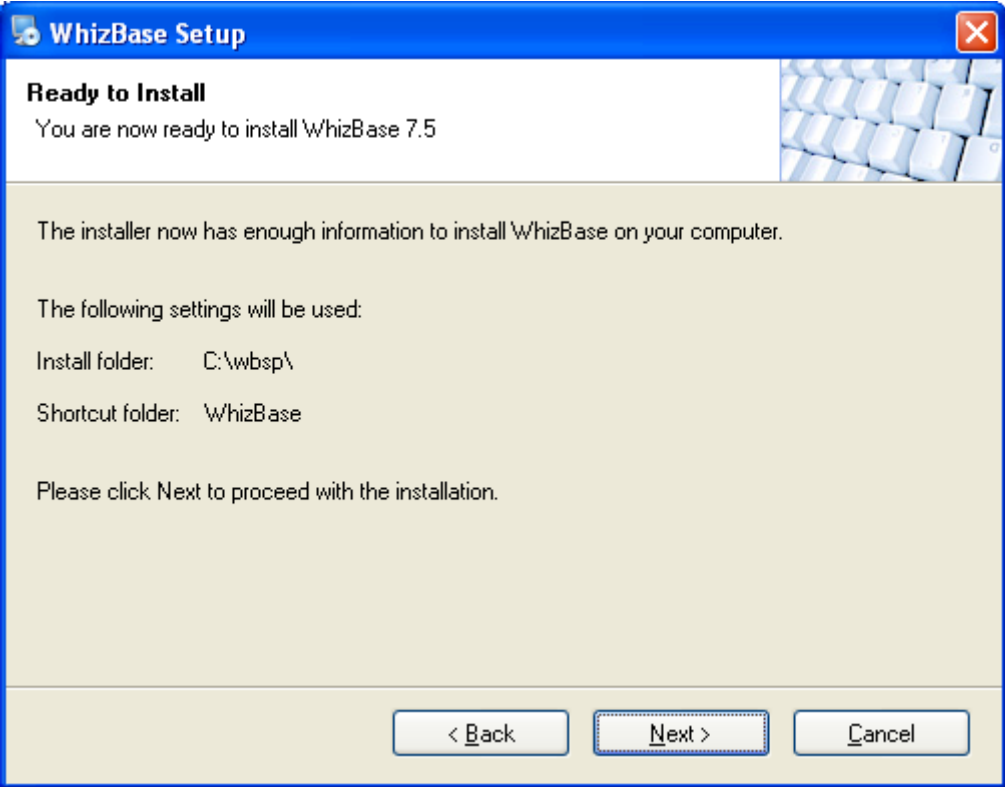 WhizBase Setup
Ready to Install
You are now ready to install WhizBase 7.5
The installer now has enough information to install WhizBase on your computer.
The following settings will be used:
Install folder: C:\wbsp\
Shortcut folder: WhizBase
Please click Next to proceed with the installation.
< Back Next > Cancel